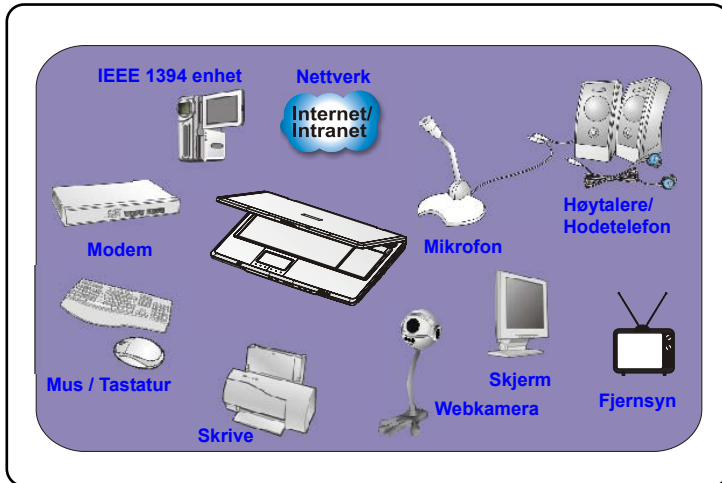 IEEE 1394 enhet
Nettverk
Internet/
Intranet
Høytalere/
Hodetelefon
Mikrofon
Modem
Mus / Tastatur
Skrive
Webkamera
Skjerm
Fjernsyn